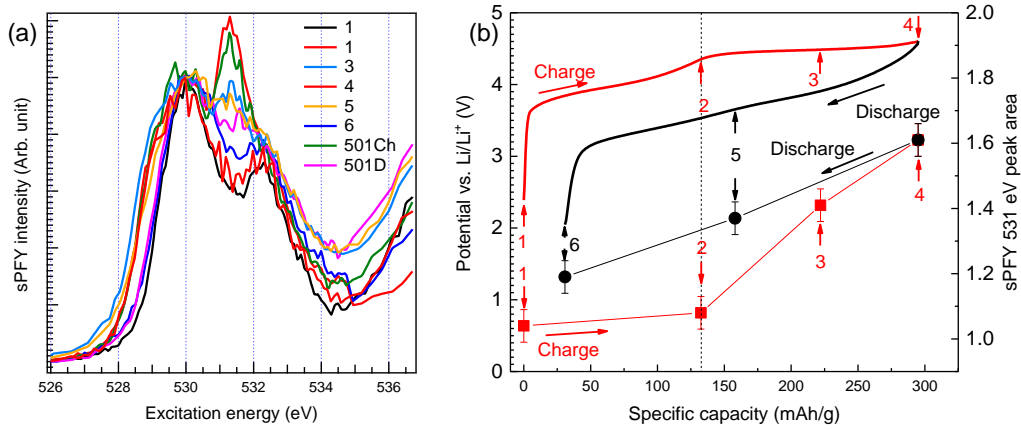 (a)
sPFY intensity (Arb. unit)
1
1
3
4
5
6
501Ch
501D
526 528 530 532 534 536
Excitation energy (eV)
(b)
Potential vs. Li/Li⁺ (V)
5
4
3
2
1
0
Charge
2
3
4
Discharge
5
Discharge
6
1
1
2
3
4
Charge
0 50 100 150 200 250 300
Specific capacity (mAh/g)
2.0
1.8
1.6
1.4
1.2
1.0
sPFY 531 eV peak area